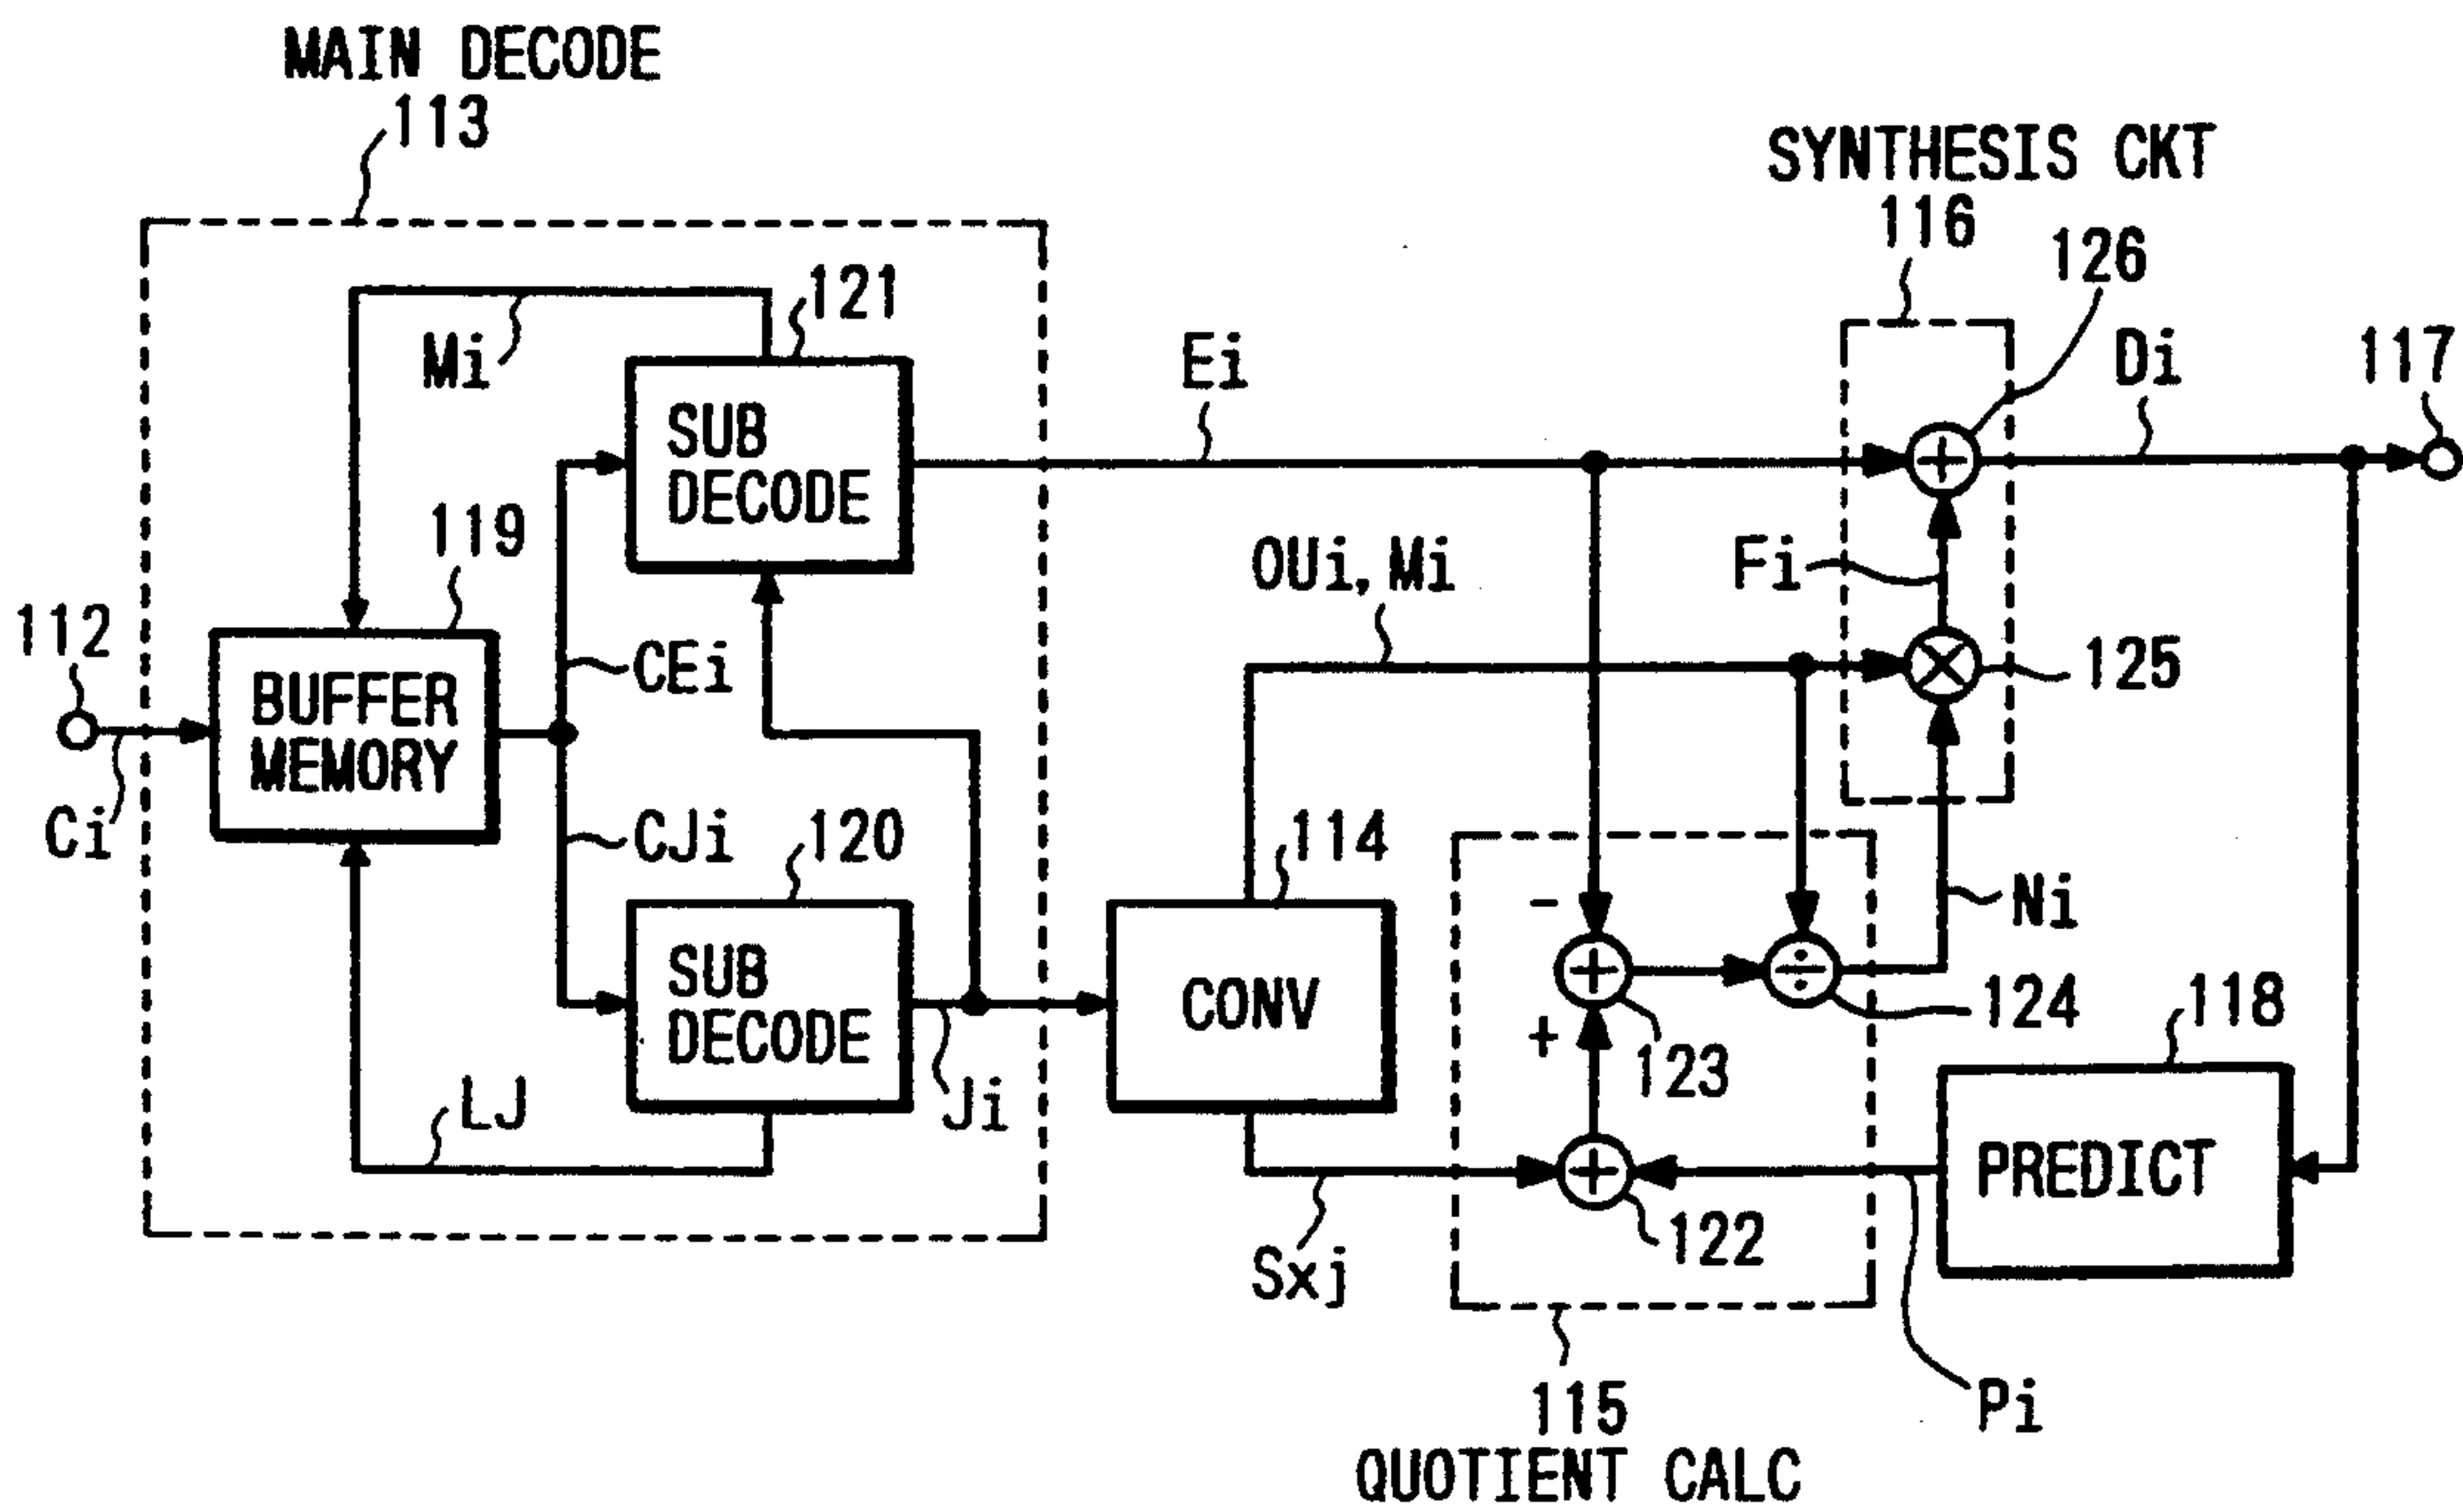 MAIN DECODE
113
SYNTHESIS CKT
116
126
121
Mi
SUB
DECODE
Ei
Di
117
119
OUi, Mi
Fi
112
BUFFER
MEMORY
CEi
125
Ci
CJi
120
114
-
Ni
SUB
DECODE
CONV
+
÷
×
+
123
124
118
LJ
Ji
+
+
PREDICT
122
Sxj
115
QUOTIENT CALC
Pi